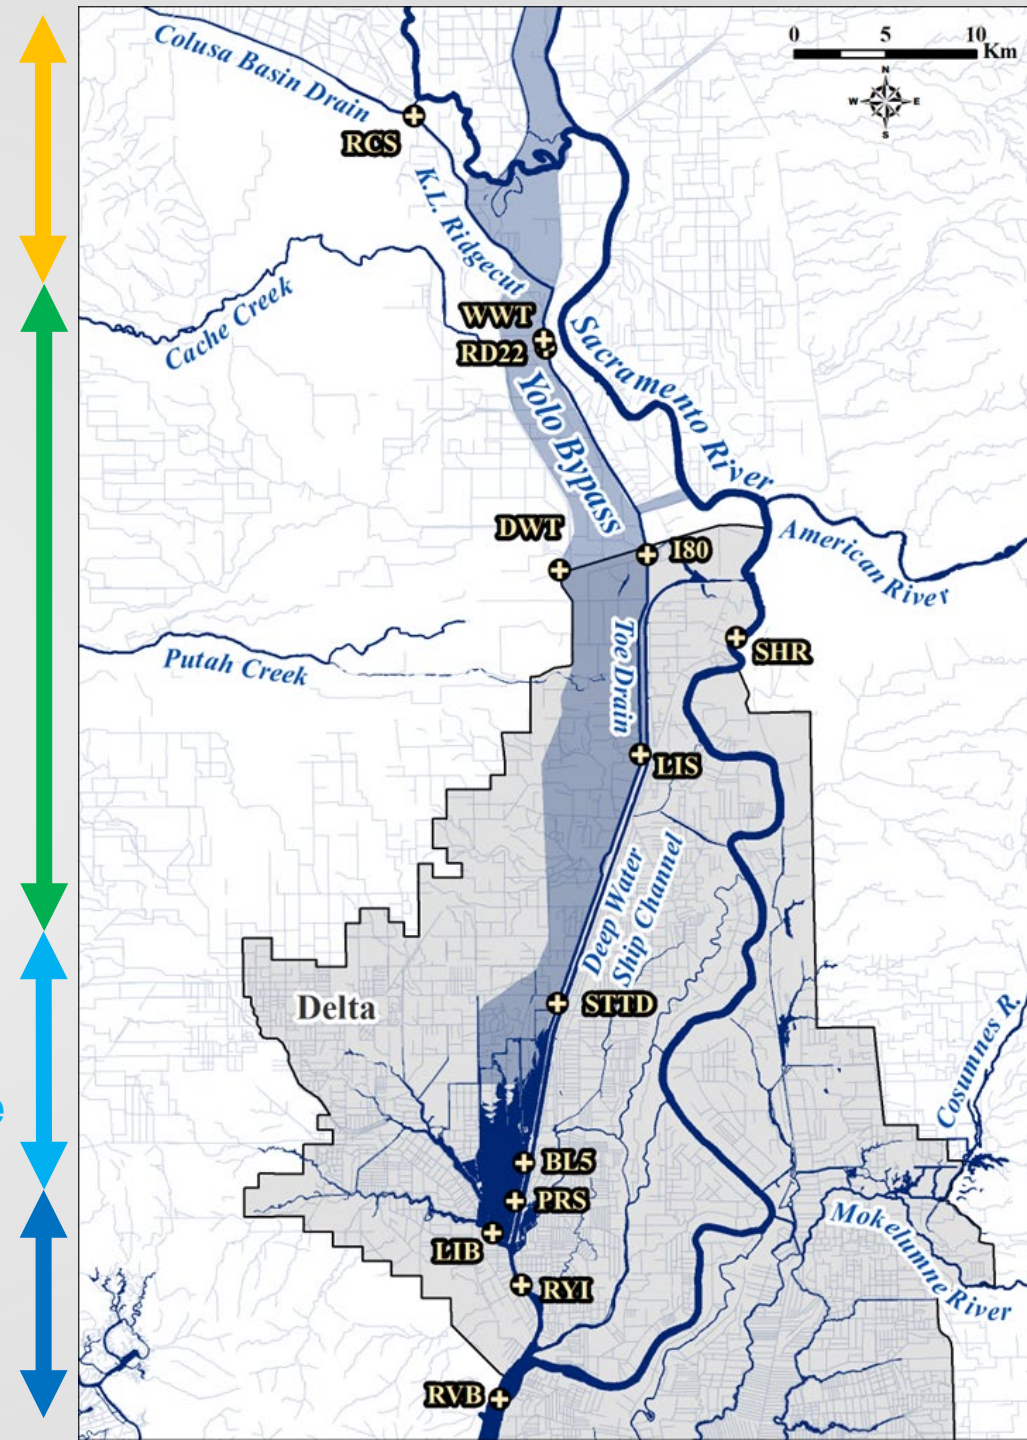 0 5 10
Km
N
W E
S
Colusa Basin Drain
RCS
K.L. Ridgecut
Cache Creek
WWT
RD22
Sacramento River
Yolo Bypass
DWT
I80
American River
Putah Creek
Toe Drain
SHR
LIS
Deep Water
Ship Channel
STTD
Delta
Cosumnes R.
e
BL5
PRS
LIB
Mokelumne River
RYI
RVB